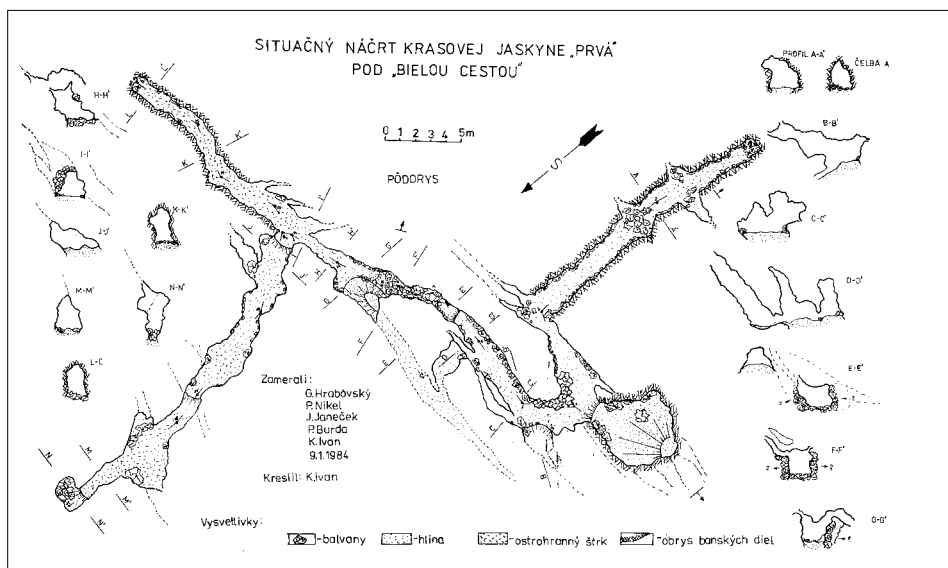 SITUAČNÝ NÁČRT KRASOVEJ JASKYNE „PRVÁ"
POD „BIELOU CESTOU"
PROFIL A-A'
ČELBA A
H-H'
B-B'
0 1 2 3 4 5m
S
PÔDORYS
I-I'
K-K'
C-C'
J-J'
D-D'
M-M'
N-N'
E-E'
L-L'
F-F'
G-G'
Zamerali:
G. Hrabovský
P. Nikel
J. Janeček
P. Burda
K. Ivan
9.1.1984
Kreslil: K. Ivan
Vysvetlivky:
-balvany
-hlina
-ostrohranný štrk
-obrys banských diel